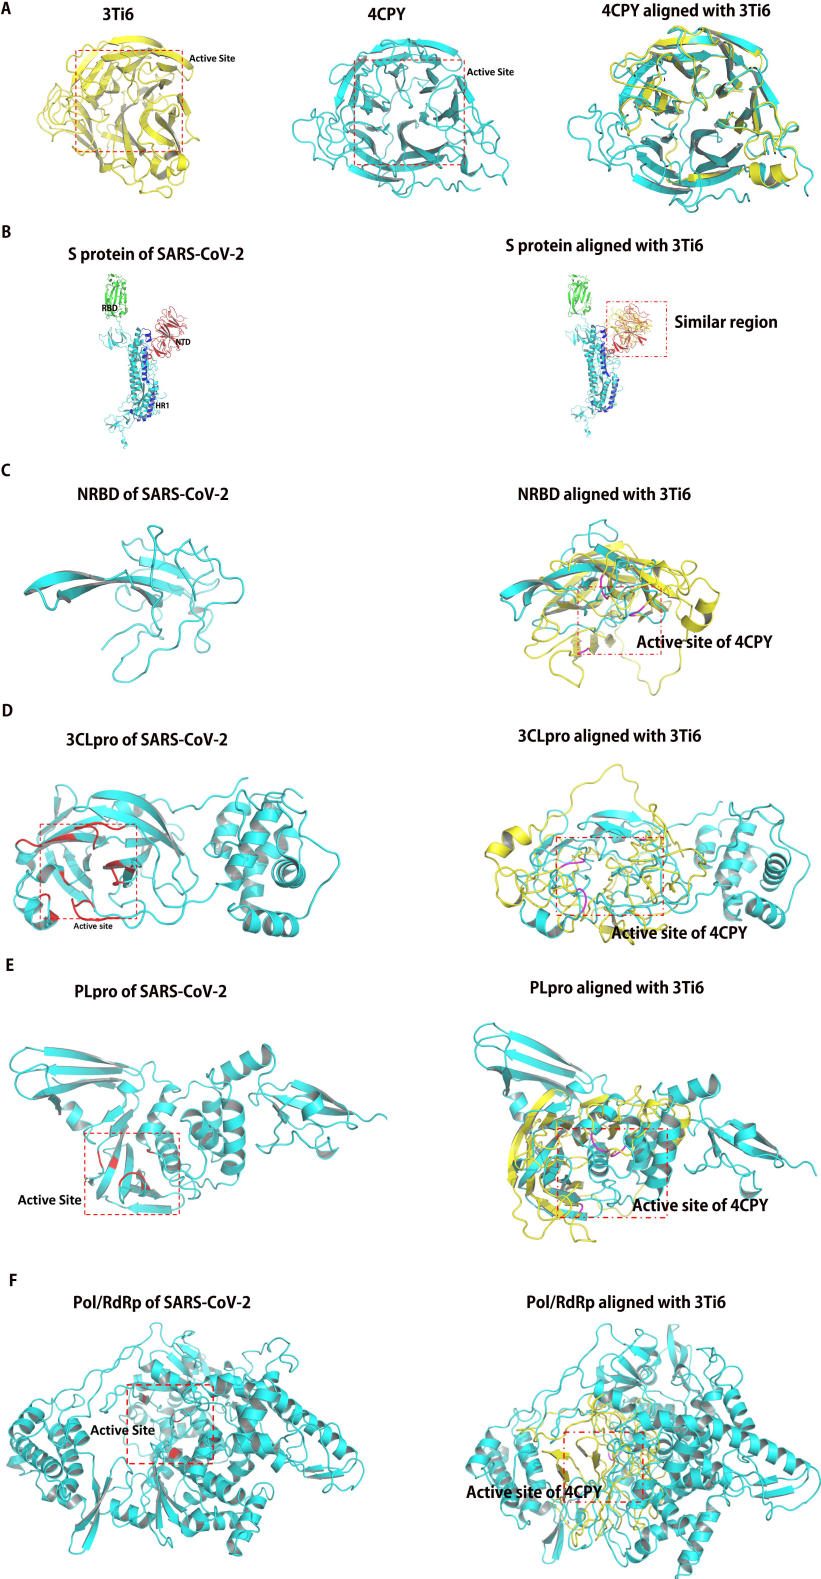 A
3Ti6
4CPY
4CPY aligned with 3Ti6
Active Site
Active Site
B
S protein of SARS-CoV-2
S protein aligned with 3Ti6
RBD
NTD
HR1
Similar region
C
NRBD of SARS-CoV-2
NRBD aligned with 3Ti6
Active site of 4CPY
D
3CLpro of SARS-CoV-2
3CLpro aligned with 3Ti6
Active site
Active site of 4CPY
E
PLpro of SARS-CoV-2
PLpro aligned with 3Ti6
Active Site
Active site of 4CPY
F
Pol/RdRp of SARS-CoV-2
Pol/RdRp aligned with 3Ti6
Active Site
Active site of 4CPY